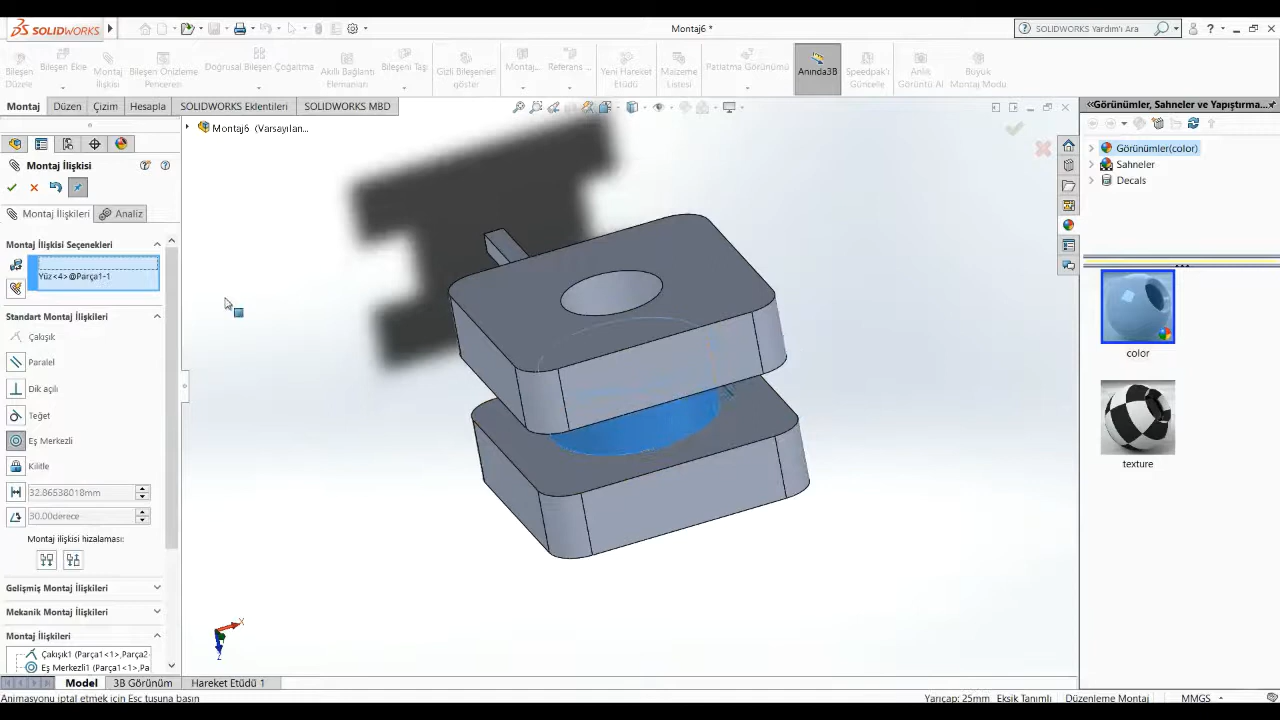 SOLIDWORKS
Montaj6 *
SOLIDWORKS Yardım'ı Ara
Bileşen Düzenle
Bileşen Ekle
Montaj İlişkisi
Bileşen Önizleme Penceresi
Doğrusal Bileşen Çoğaltma
Akıllı Bağlantı Elemanları
Bileşeni Taşı
Gizli Bileşenleri göster
Montaj...
Referans ...
Yeni Hareket Etüdü
Malzeme Listesi
Patlatma Görünümü
Anında3B
Speedpak'i Güncelle
Anlık Görüntü Al
Büyük Montaj Modu
Montaj
Düzen
Çizim
Hesapla
SOLIDWORKS Eklentileri
SOLIDWORKS MBD
Montaj6 (Varsayılan...
Montaj İlişkisi
Montaj İlişkileri
Analiz
Montaj İlişkisi Seçenekleri
Yüz<4>@Parça1-1
Standart Montaj İlişkileri
Çakışık
Paralel
Dik açılı
Teğet
Eş Merkezli
Kilitle
32.86538018mm
30.00derece
Montaj ilişkisi hizalaması:
Gelişmiş Montaj İlişkileri
Mekanik Montaj İlişkileri
Montaj İlişkileri
Çakışık1 (Parça1<1>,Parça2
Eş Merkezli1 (Parça1<1>,Pa
X
Z
Görünümler, Sahneler ve Yapıştırma...
Görünümler(color)
Sahneler
Decals
color
texture
Model
3B Görünüm
Hareket Etüdü 1
Animasyonu iptal etmek için Esc tuşuna basın
Yarıçap: 25mm
Eksik Tanımlı
Düzenleme Montaj
MMGS